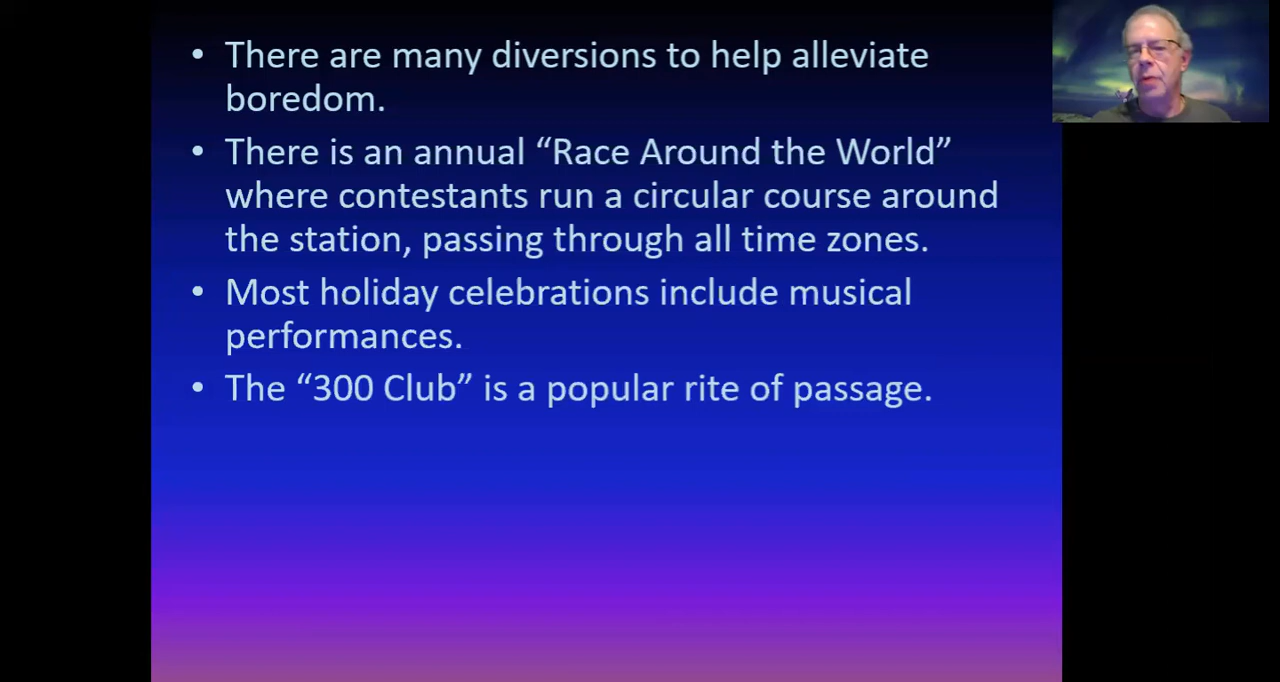 • There are many diversions to help alleviate
boredom.
• There is an annual “Race Around the World”
where contestants run a circular course around
the station, passing through all time zones.
• Most holiday celebrations include musical
performances.
• The “300 Club” is a popular rite of passage.